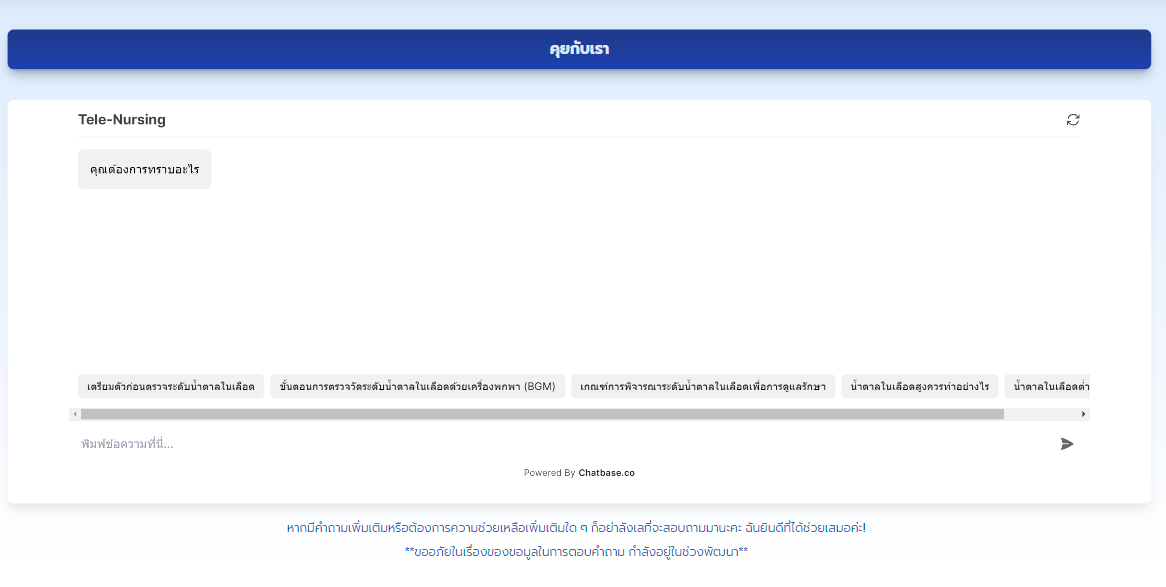 คุยกับเรา
Tele-Nursing
คุณต้องการทราบอะไร
เตรียมตัวก่อนตรวจระดับน้ำตาลในเลือด
ขั้นตอนการตรวจวัดระดับน้ำตาลในเลือดด้วยเครื่องพกพา (BGM)
เกณฑ์การพิจารณาระดับน้ำตาลในเลือดเพื่อการดูแลรักษา
น้ำตาลในเลือดสูงควรทำอย่างไร
น้ำตาลในเลือดต่ำ
พิมพ์ข้อความที่นี่...
Powered By Chatbase.co
หากมีคำถามเพิ่มเติมหรือต้องการความช่วยเหลือเพิ่มเติมใด ๆ ก็อย่าลังเลที่จะสอบถามมานะคะ ฉันยินดีที่ได้ช่วยเสมอค่ะ!
**ขออภัยในเรื่องของข้อมูลในการตอบคำถาม กำลังอยู่ในช่วงพัฒนา**